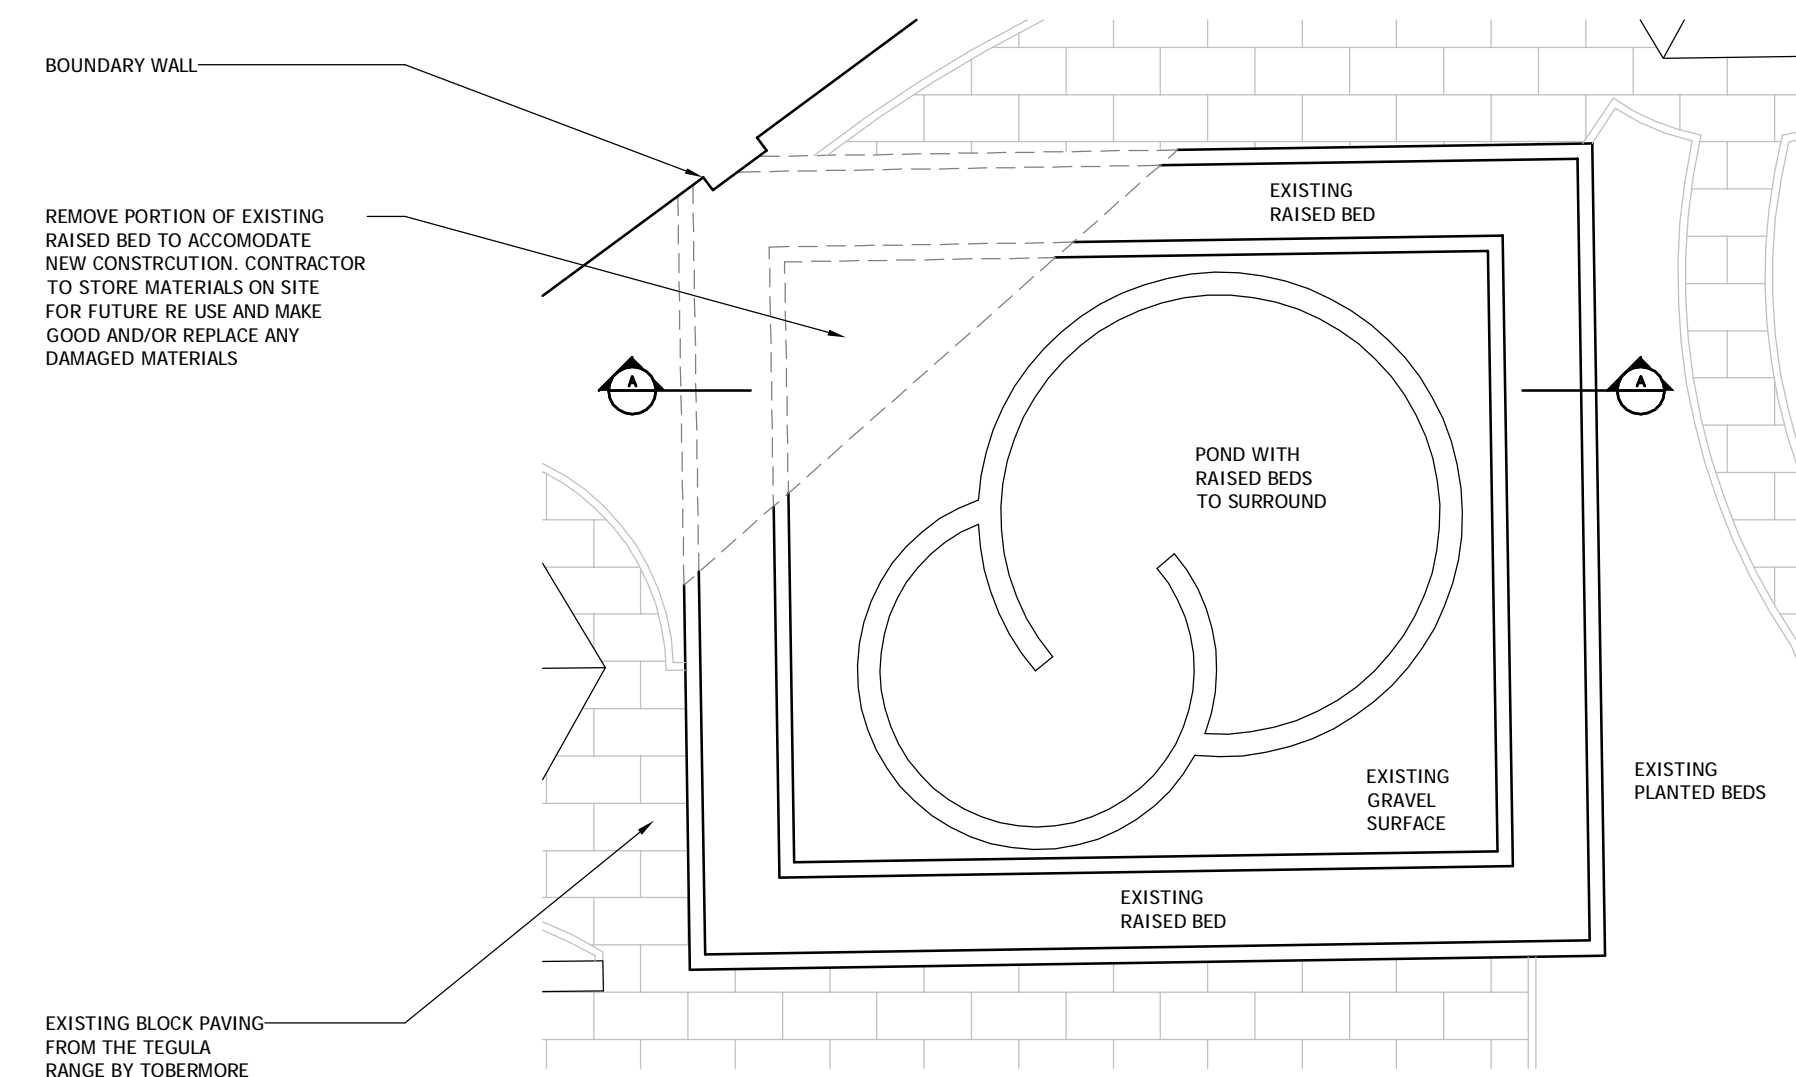 BOUNDARY WALL
REMOVE PORTION OF EXISTING
RAISED BED TO ACCOMODATE
NEW CONSTRCUTION. CONTRACTOR
TO STORE MATERIALS ON SITE
FOR FUTURE RE USE AND MAKE
GOOD AND/OR REPLACE ANY
DAMAGED MATERIALS
EXISTING
RAISED BED
A
A
POND WITH
RAISED BEDS
TO SURROUND
EXISTING
GRAVEL
SURFACE
EXISTING
PLANTED BEDS
EXISTING
RAISED BED
EXISTING BLOCK PAVING
FROM THE TEGULA
RANGE BY TOBERMORE